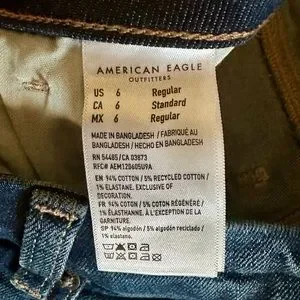 AMERICAN EAGLE
OUTFITTERS
US 6 Regular
CA 6 Standard
MX 6 Regular
MADE IN BANGLADESH / FABRIQUÉ AU
BANGLADESH / HECHO EN BANGLADESH
RN 54485/CA 03873
RFC# AEM120605U9A
EN 94% COTTON / 5% RECYCLED COTTON /
1% ELASTANE. EXCLUSIVE OF
DECORATION.
FR 94% COTON / 5% COTON RÉGÉNÉRÉ /
1% ÉLASTHANNE. À L'EXCEPTION DE LA
GARNITURE.
SP 94% algodón / 5% algodón reciclado /
1% elastano.